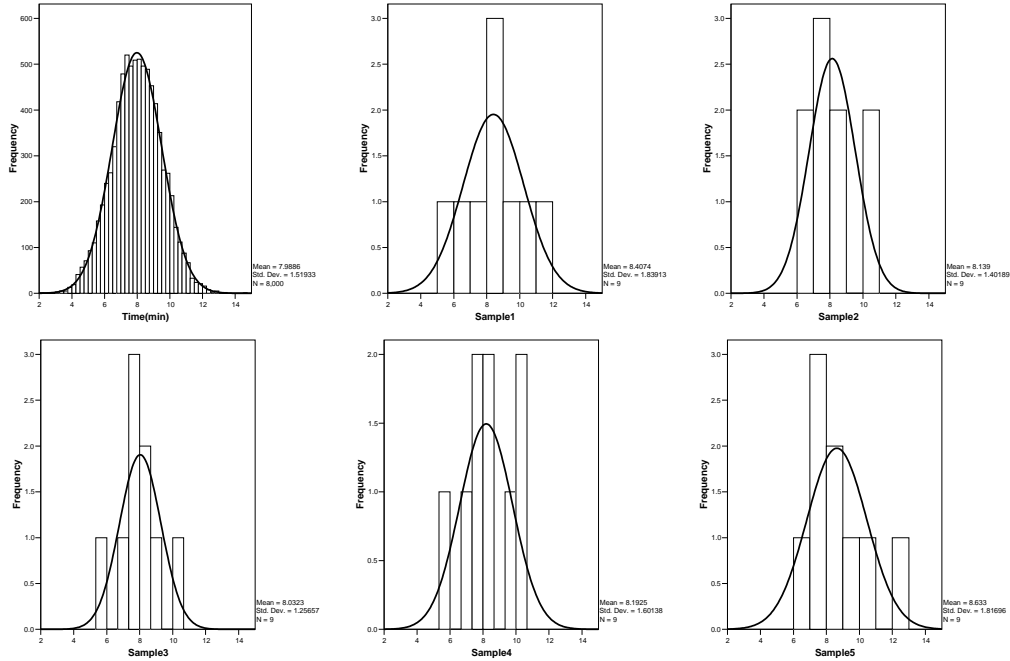 600
500
400
300
200
100
0
Frequency
2 4 6 8 10 12 14
Time(min)
Mean = 7.9886
Std. Dev. = 1.51933
N = 8,000
3.0
2.5
2.0
1.5
1.0
0.5
0.0
Frequency
2 4 6 8 10 12 14
Sample1
Mean = 8.4074
Std. Dev. = 1.83913
N = 9
3.0
2.5
2.0
1.5
1.0
0.5
0.0
Frequency
2 4 6 8 10 12 14
Sample2
Mean = 8.139
Std. Dev. = 1.40189
N = 9
3.0
2.5
2.0
1.5
1.0
0.5
0.0
Frequency
2 4 6 8 10 12 14
Sample3
Mean = 8.0323
Std. Dev. = 1.25657
N = 9
2.0
1.5
1.0
0.5
0.0
Frequency
2 4 6 8 10 12 14
Sample4
Mean = 8.1925
Std. Dev. = 1.60138
N = 9
3.0
2.5
2.0
1.5
1.0
0.5
0.0
Frequency
2 4 6 8 10 12 14
Sample5
Mean = 8.633
Std. Dev. = 1.81696
N = 9